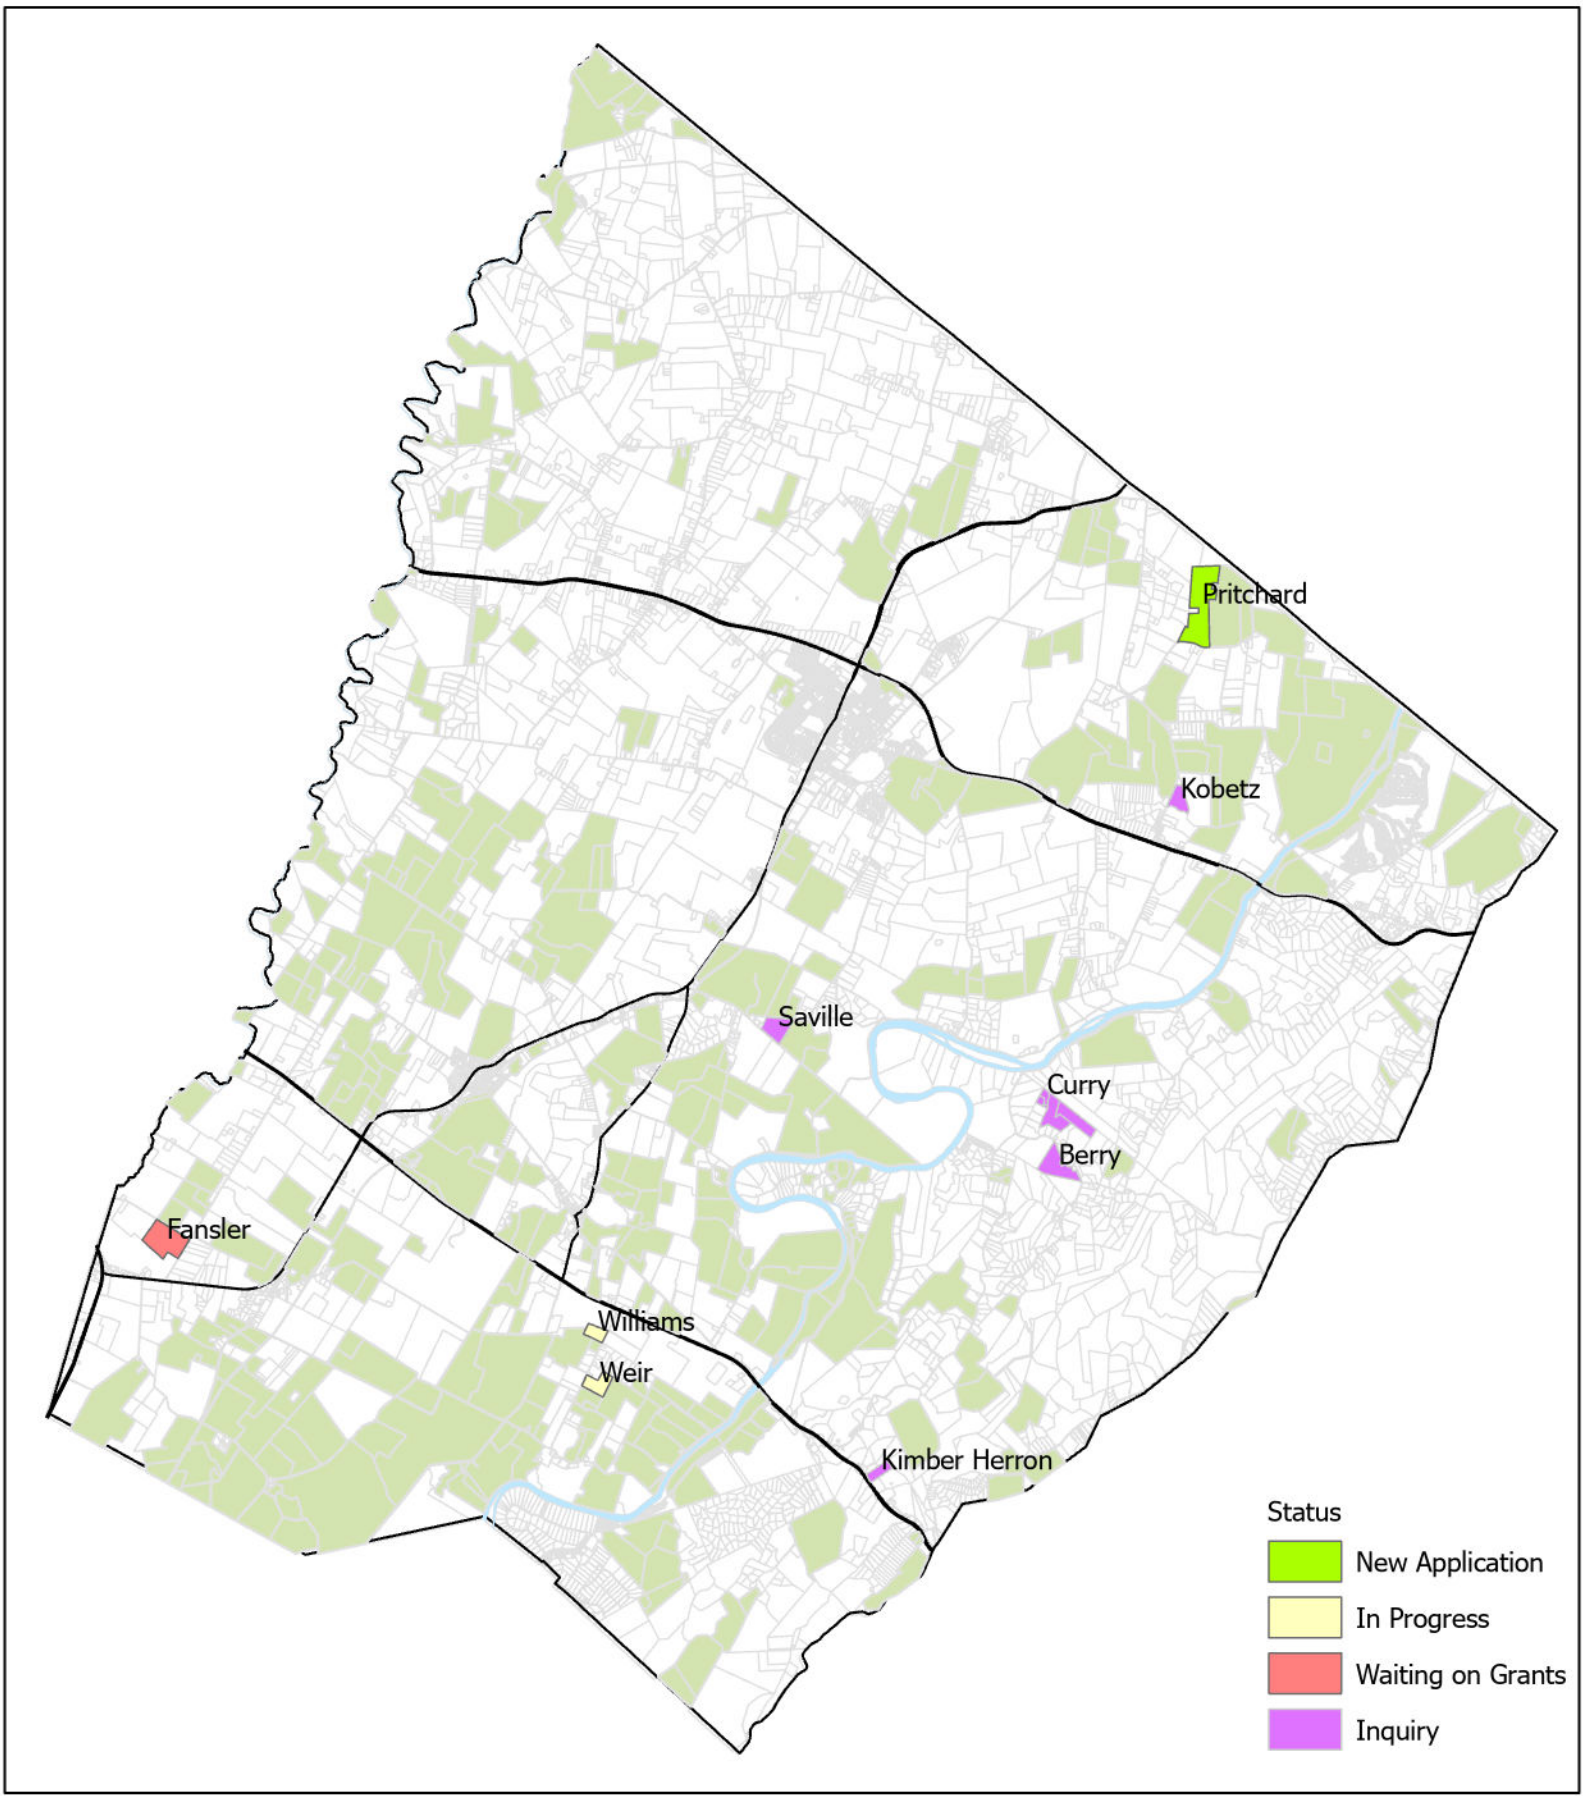 Pritchard
Kobetz
Saville
Curry
Berry
Fansler
Williams
Weir
Kimber Herron
Status
New Application
In Progress
Waiting on Grants
Inquiry